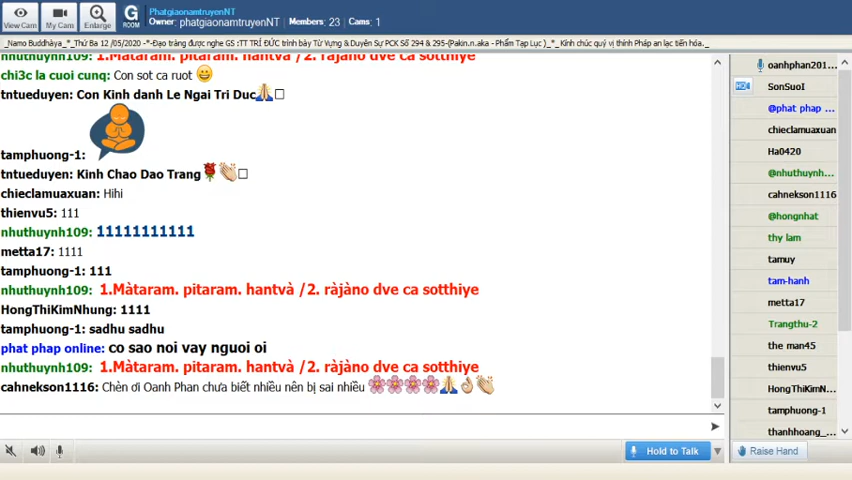 PhatgiaonamtruyenNT
Owner: phatgiaonamtruyenNT Members: 23 Cams: 1
View Cam My Cam Enlarge G ROOM
_Namo Buddhàya_*_Thứ Ba 12 /05/2020 -*-Đạo tràng được nghe GS :TT TRÍ ĐỨC trình bày Từ Vựng &Duyên Sự PCK Số 294 & 295-(Pakin.n.aka - Phẩm Tạp Lục )_*_ Kính chúc quý vị thính Pháp an lạc tiến hóa._
nhuthuynh109: 1.Màtaram. pitaram. hantvà /2. ràjàno dve ca sotthiye
chi3c la cuoi cunq: Con sot ca ruot
tntueduyen: Con Kinh danh Le Ngai Tri Duc
tamphuong-1:
tntueduyen: Kinh Chao Dao Trang
chieclamuaxuan: Hihi
thienvu5: 111
nhuthuynh109: 11111111111
metta17: 1111
tamphuong-1: 111
nhuthuynh109: 1.Màtaram. pitaram. hantvà /2. ràjàno dve ca sotthiye
HongThiKimNhung: 1111
tamphuong-1: sadhu sadhu
phat phap online: co sao noi vay nguoi oi
nhuthuynh109: 1.Màtaram. pitaram. hantvà /2. ràjàno dve ca sotthiye
cahnekson1116: Chèn ơi Oanh Phan chưa biết nhiều nên bị sai nhiều
Hold to Talk
oanhphan201...
HD SonSuoI
@phat phap ...
chieclamuaxuan
Ha0420
@nhuthuynh...
cahnekson1116
@hongnhat
thy lam
tamuy
tam-hanh
metta17
Trangthu-2
the man45
thienvu5
HongThiKimN...
tamphuong-1
thanhhoang_...
Raise Hand